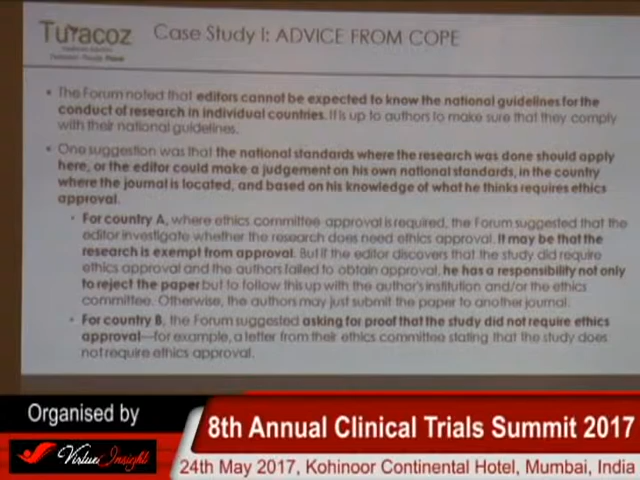 Turacoz
Case Study I: ADVICE FROM COPE
• The Forum noted that editors cannot be expected to know the national guidelines for the
conduct of research in individual countries. It is up to authors to make sure that they comply
with their national guidelines.
• One suggestion was that the national standards where the research was done should apply
here, or the editor could make a judgement on his own national standards, in the country
where the journal is located, and based on his knowledge of what he thinks requires ethics
approval.
• For country A, where ethics committee approval is required, the Forum suggested that the
editor investigate whether the research does need ethics approval. It may be that the
research is exempt from approval. But if the editor discovers that the study did require
ethics approval and the authors failed to obtain approval, he has a responsibility not only
to reject the paper but to follow this up with the author's institution and/or the ethics
committee. Otherwise, the authors may just submit the paper to another journal.
• For country B, the Forum suggested asking for proof that the study did not require ethics
approval—for example, a letter from their ethics committee stating that the study does
not require ethics approval.
Organised by
Virtue Insight
8th Annual Clinical Trials Summit 2017
24th May 2017, Kohinoor Continental Hotel, Mumbai, India